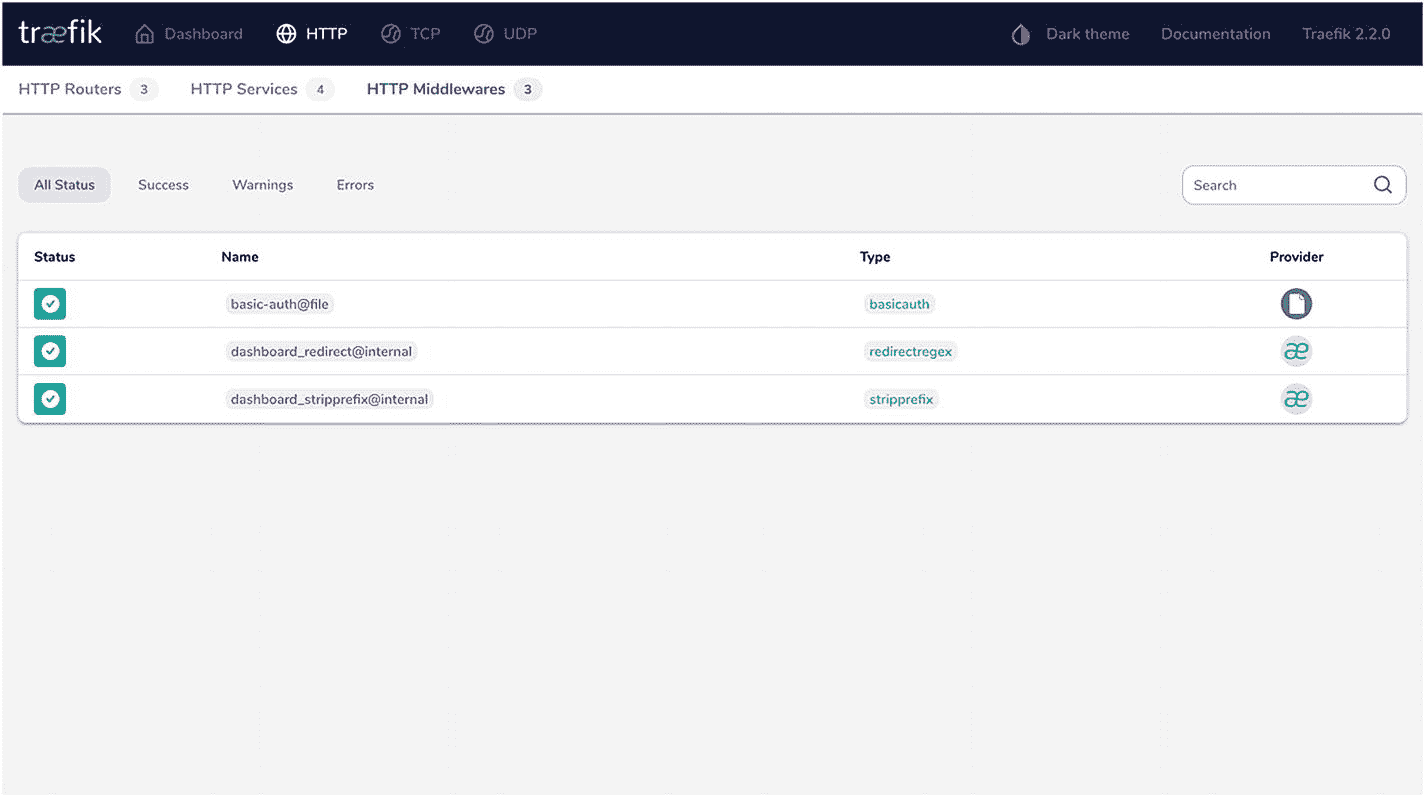 træfik Dashboard HTTP TCP UDP Dark theme Documentation Traefik 2.2.0
HTTP Routers 3 HTTP Services 4 HTTP Middlewares 3
All Status Success Warnings Errors Search
Status Name Type Provider
basic-auth@file basicauth
dashboard_redirect@internal redirectregex æ
dashboard_stripprefix@internal stripprefix æ